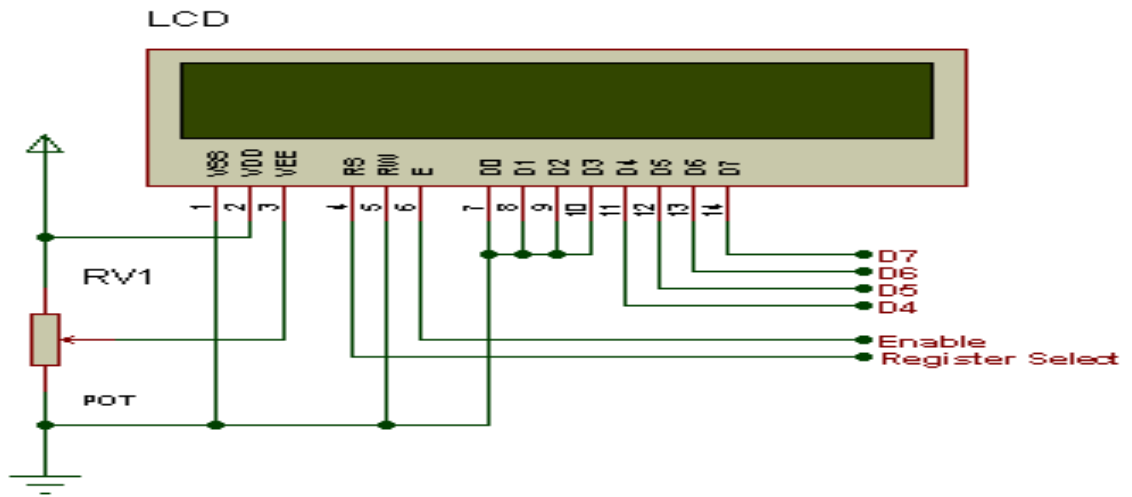 LCD
VSS VDD VEE RS RW E D0 D1 D2 D3 D4 D5 D6 D7
1 2 3 4 5 6 7 8 9 10 11 12 13 14
D7
D6
D5
D4
RV1
Enable
Register Select
POT